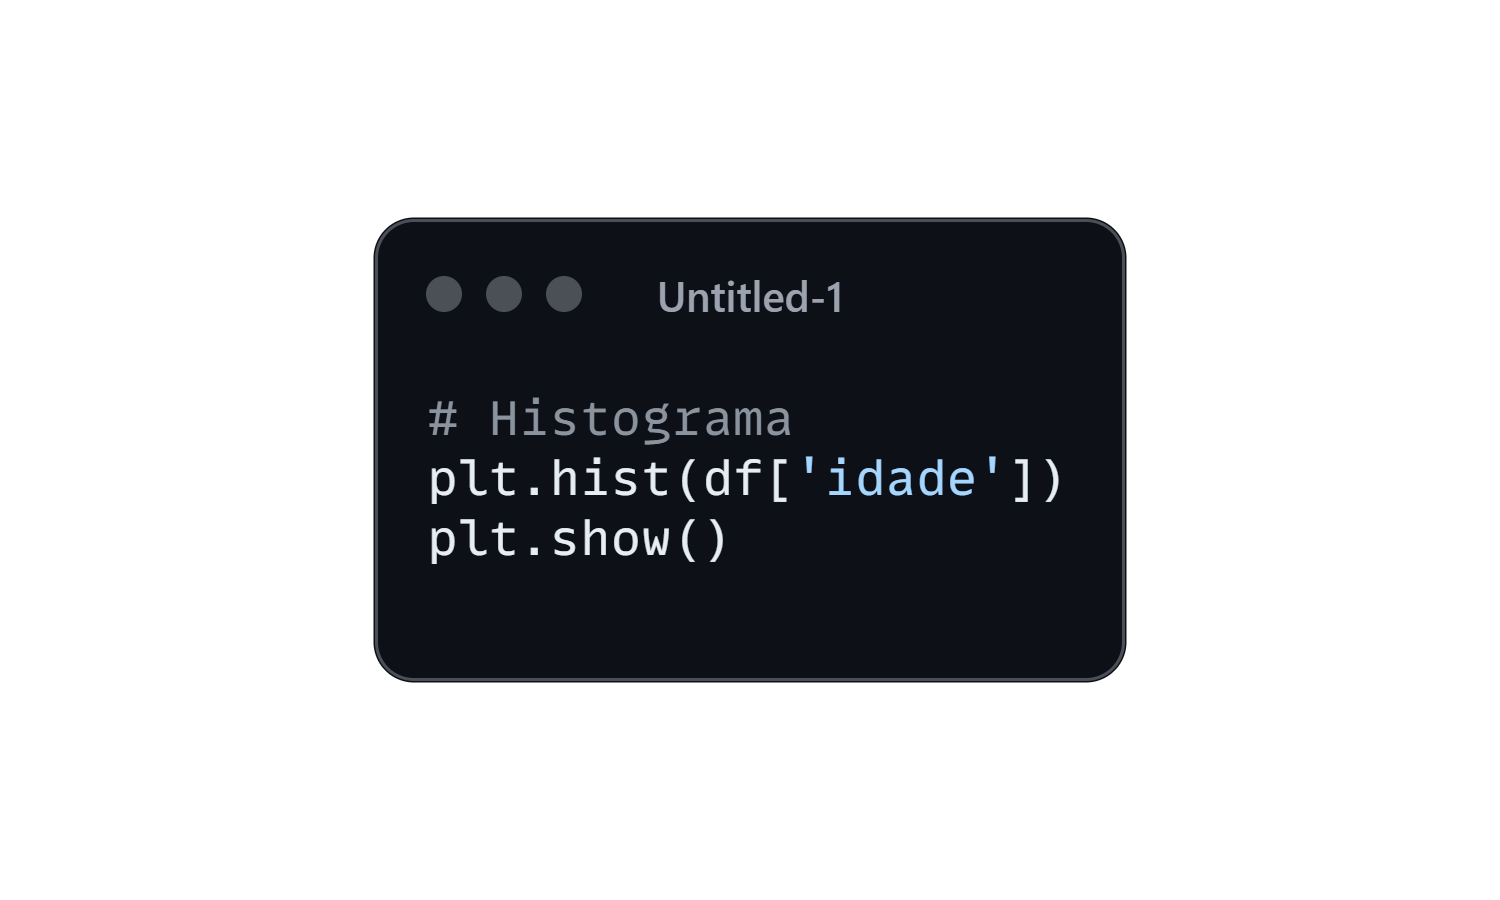 Untitled-1
# Histograma
plt.hist(df['idade'])
plt.show()